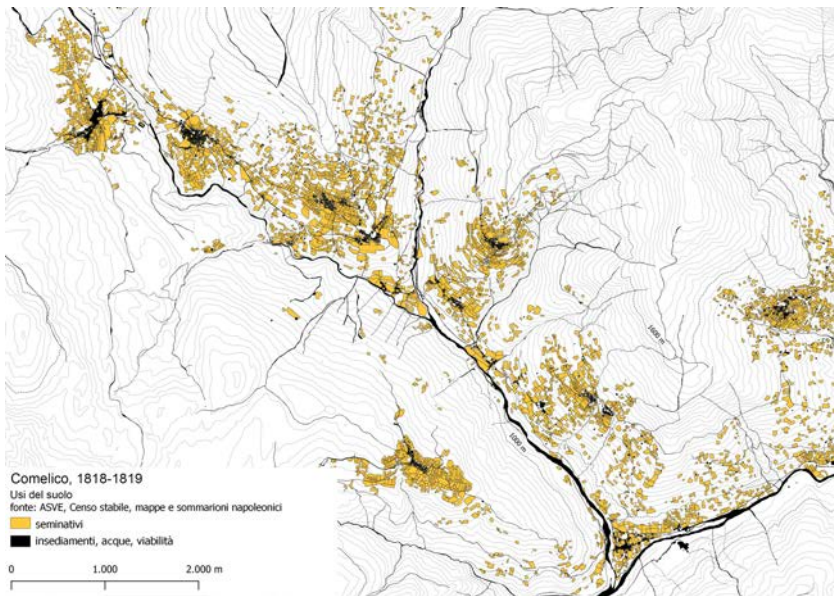 1600 m
1000 m
Comelico, 1818-1819
Usi del suolo
fonte: ASVE, Censo stabile, mappe e sommarioni napoleonici
seminativi
insediamenti, acque, viabilità
0 1.000 2.000 m